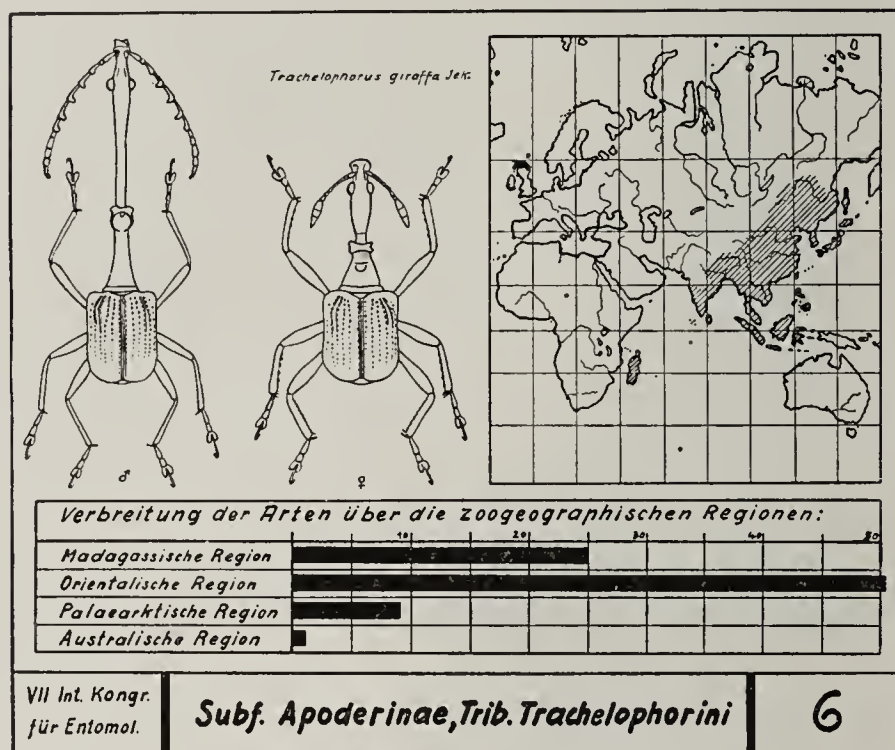 Trachelophorus giraffa Jek.
♂
♀
Verbreitung der Arten über die zoogeographischen Regionen:
10 20 30 40 50
Madagassische Region
Orientalische Region
Palaearktische Region
Australische Region
VII Int. Kongr.
für Entomol.
Subf. Apoderinae, Trib. Trachelophorini
6